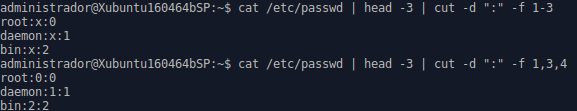 administrador@Xubuntu160464bSP:~$ cat /etc/passwd | head -3 | cut -d ":" -f 1-3
root:x:0
daemon:x:1
bin:x:2
administrador@Xubuntu160464bSP:~$ cat /etc/passwd | head -3 | cut -d ":" -f 1,3,4
root:0:0
daemon:1:1
bin:2:2